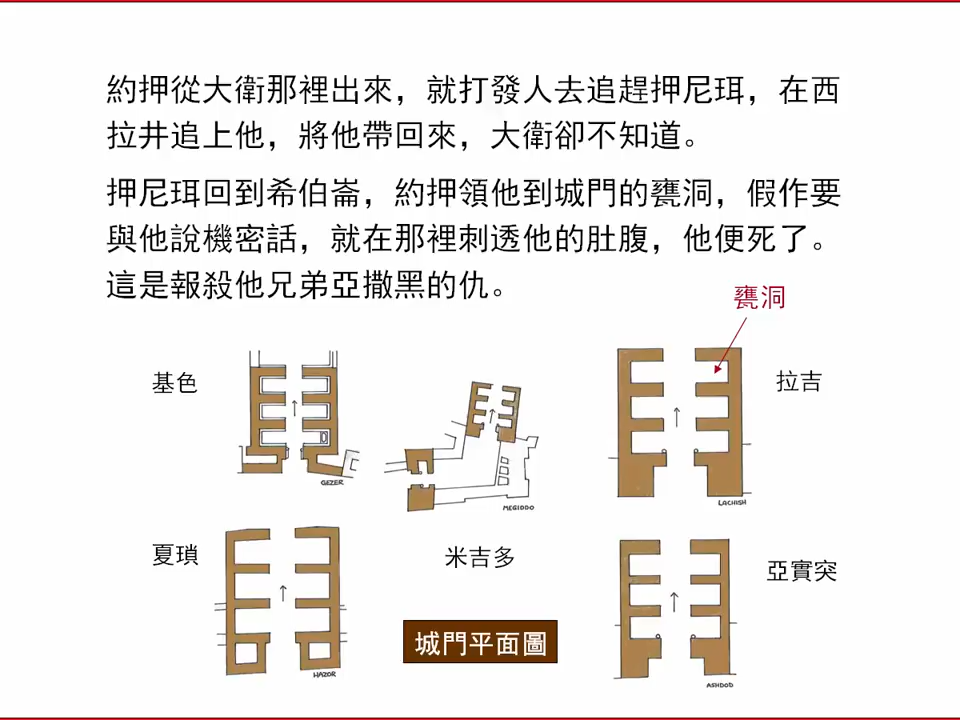 約押從大衛那裡出來，就打發人去追趕押尼珥，在西
拉井追上他，將他帶回來，大衛卻不知道。
押尼珥回到希伯崙，約押領他到城門的甕洞，假作要
與他說機密話，就在那裡刺透他的肚腹，他便死了。
這是報殺他兄弟亞撒黑的仇。
甕洞
基色
拉吉
GEZER
MEGIDDO
LACHISH
夏瑣
米吉多
亞實突
城門平面圖
HAZOR
ASHDOD